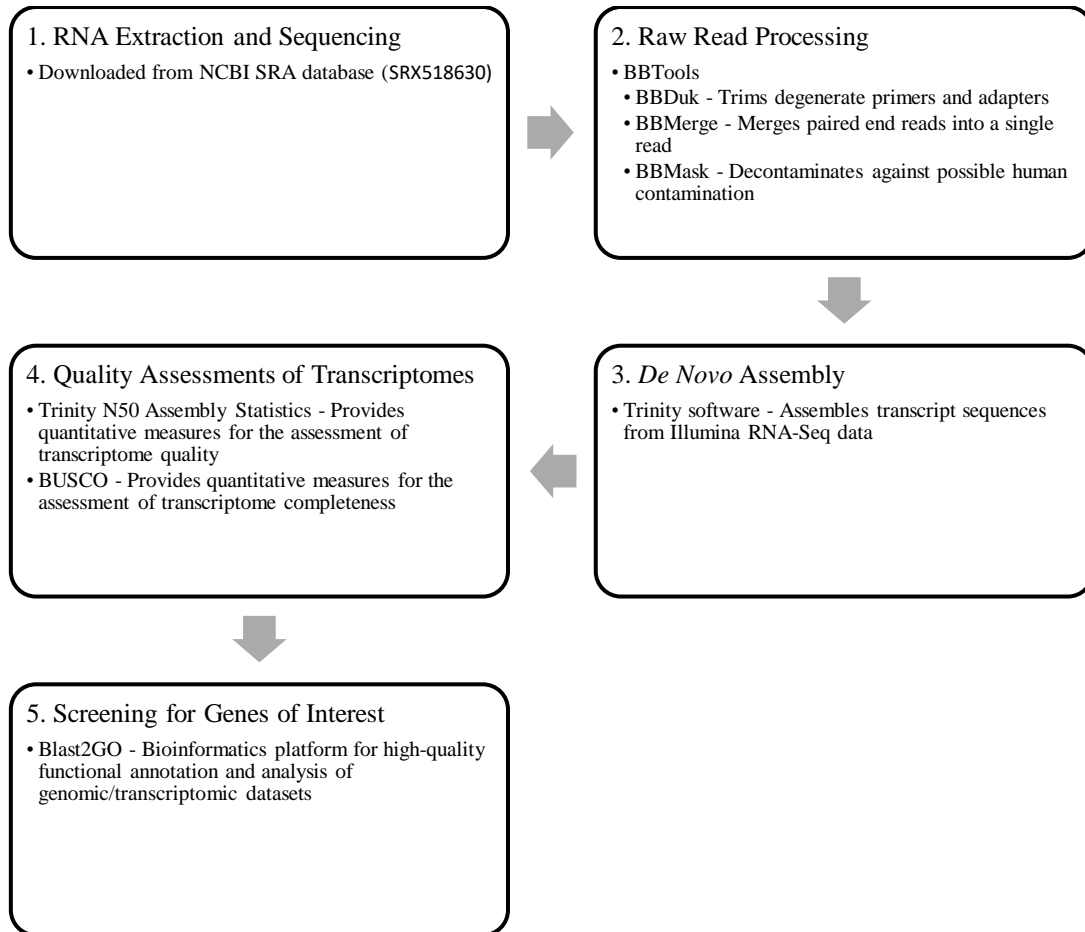 1. RNA Extraction and Sequencing
• Downloaded from NCBI SRA database (SRX518630)
2. Raw Read Processing
• BBTools
• BBDuk - Trims degenerate primers and adapters
• BBMerge - Merges paired end reads into a single
read
• BBMask - Decontaminates against possible human
contamination
3. De Novo Assembly
• Trinity software - Assembles transcript sequences
from Illumina RNA-Seq data
4. Quality Assessments of Transcriptomes
• Trinity N50 Assembly Statistics - Provides
quantitative measures for the assessment of
transcriptome quality
• BUSCO - Provides quantitative measures for the
assessment of transcriptome completeness
5. Screening for Genes of Interest
• Blast2GO - Bioinformatics platform for high-quality
functional annotation and analysis of
genomic/transcriptomic datasets